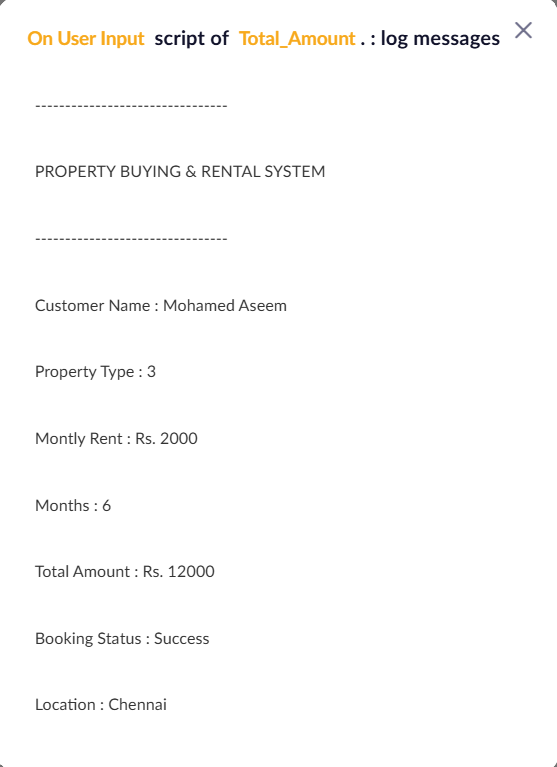 On User Input script of Total_Amount . : log messages
--------------------------------
PROPERTY BUYING & RENTAL SYSTEM
--------------------------------
Customer Name : Mohamed Aseem
Property Type : 3
Montly Rent : Rs. 2000
Months : 6
Total Amount : Rs. 12000
Booking Status : Success
Location : Chennai